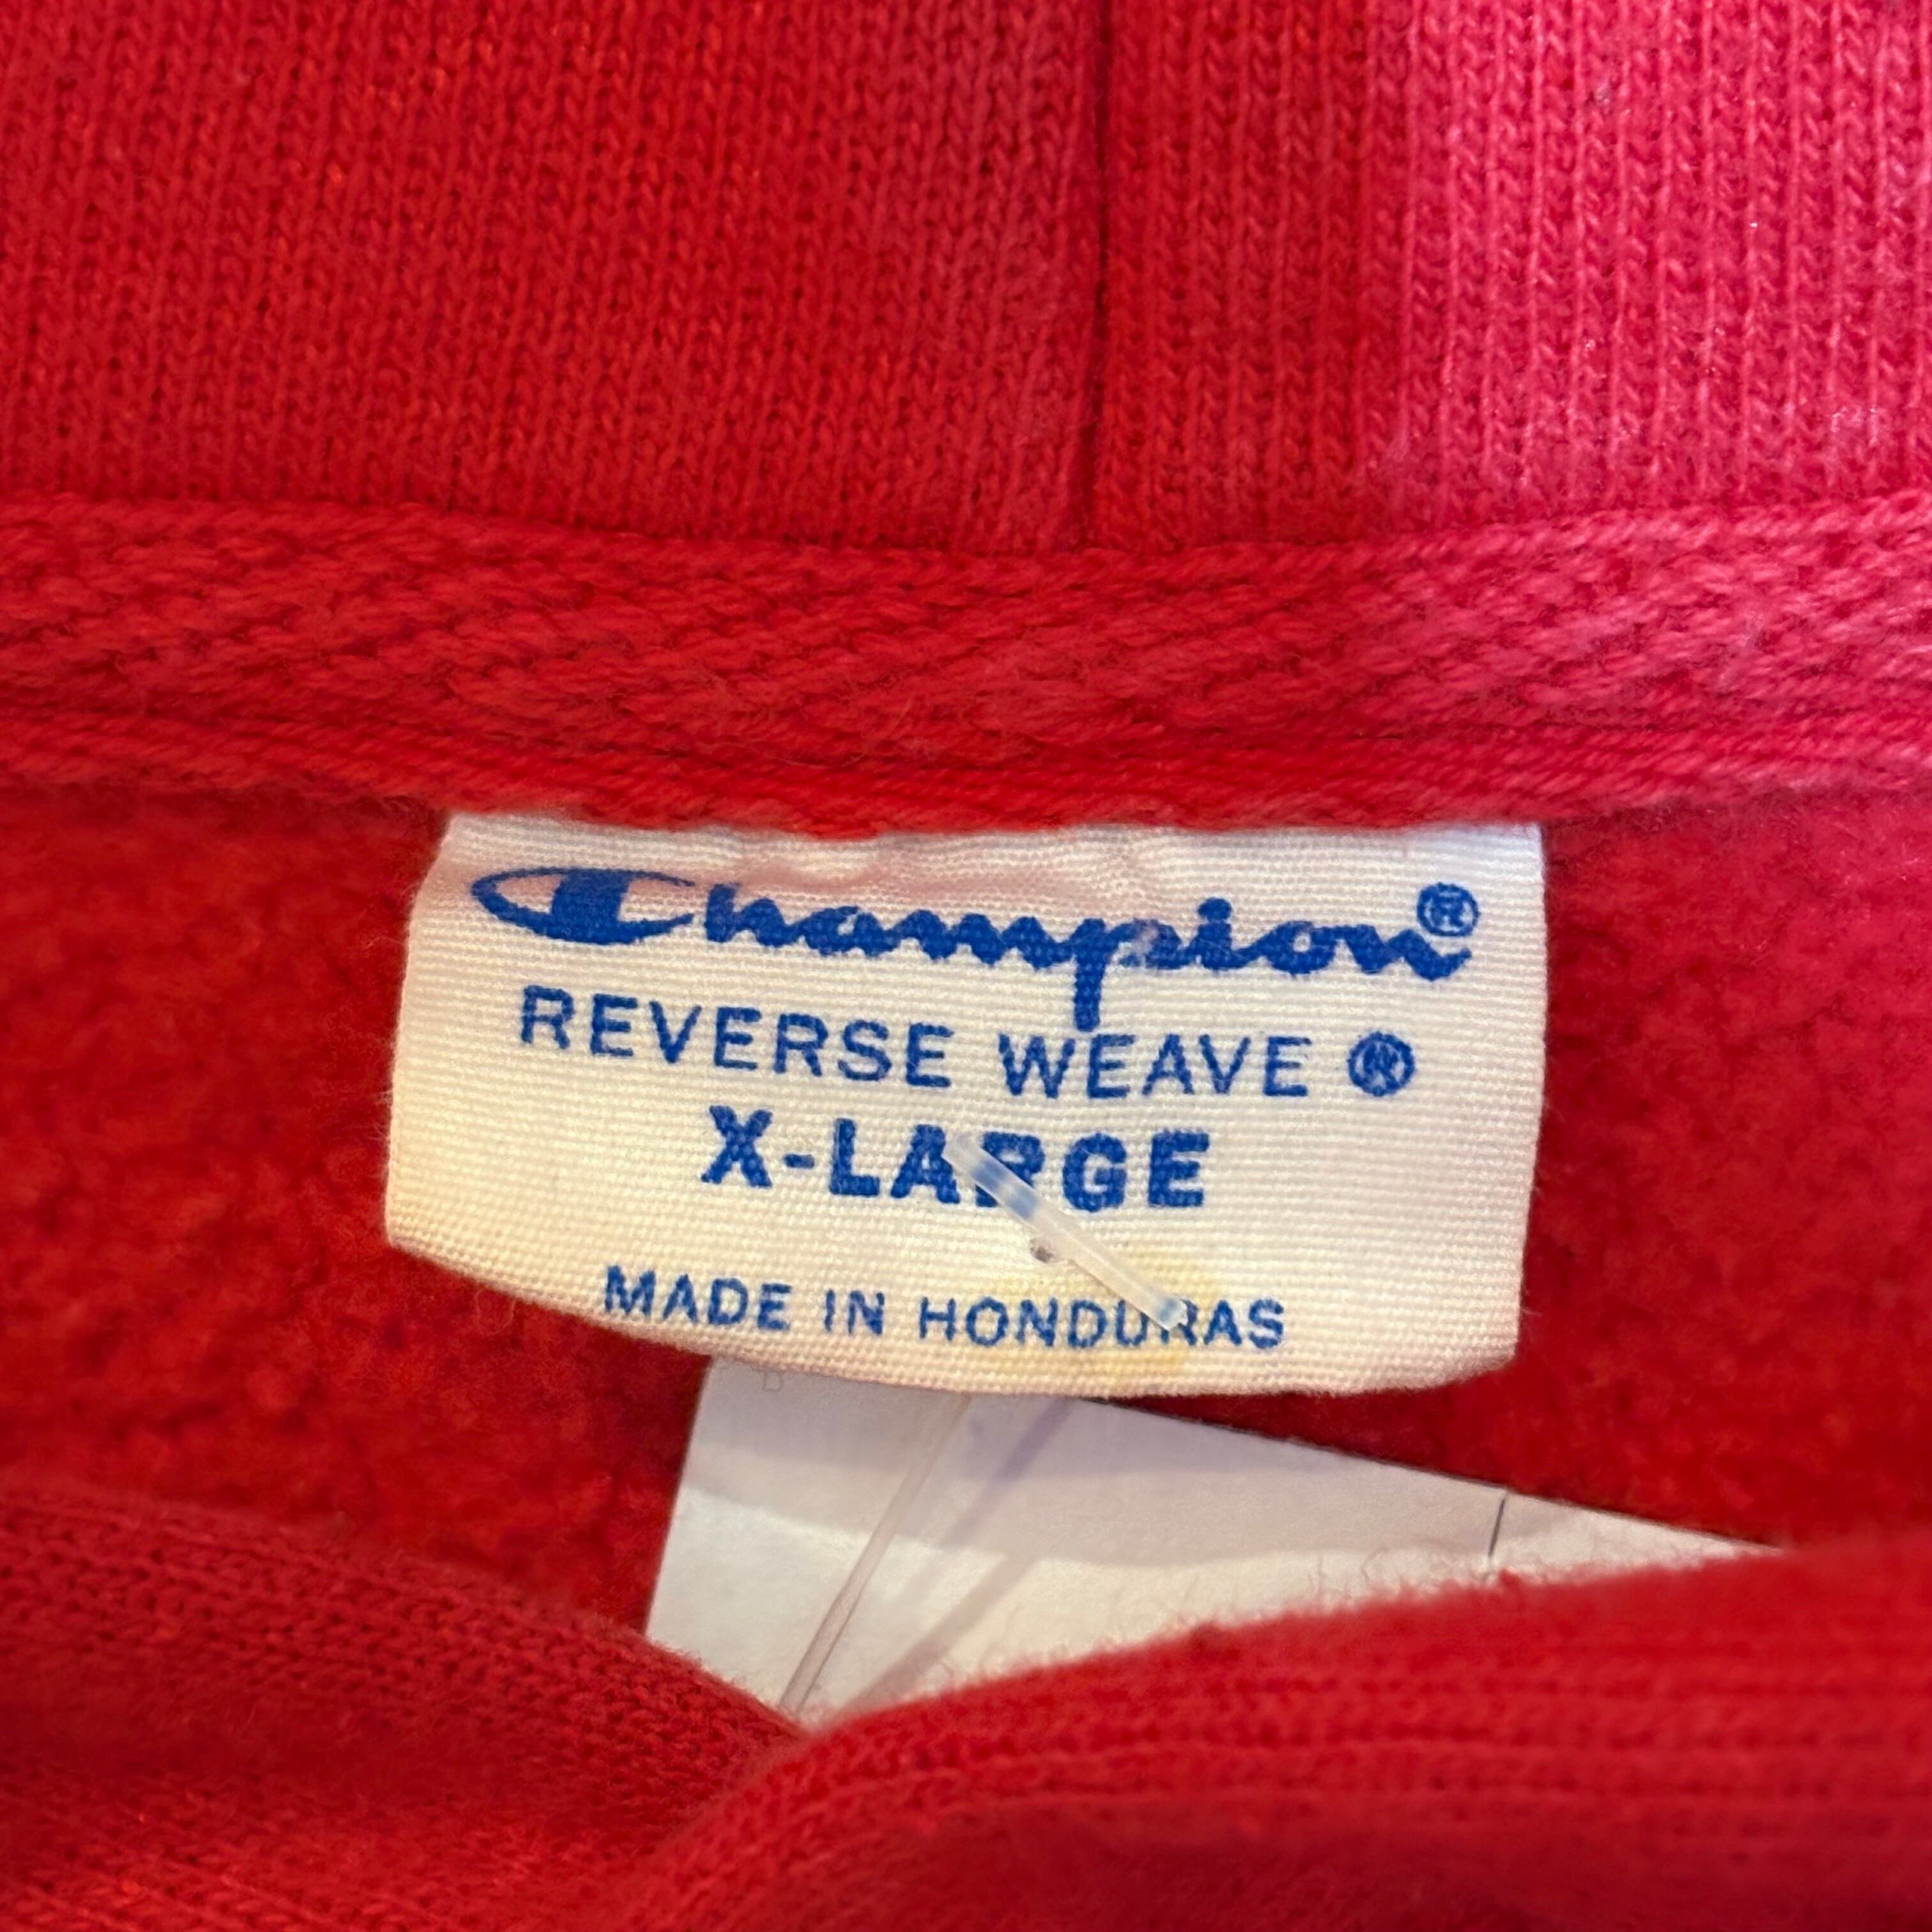 Champion®
REVERSE WEAVE ®
X-LARGE
MADE IN HONDURAS